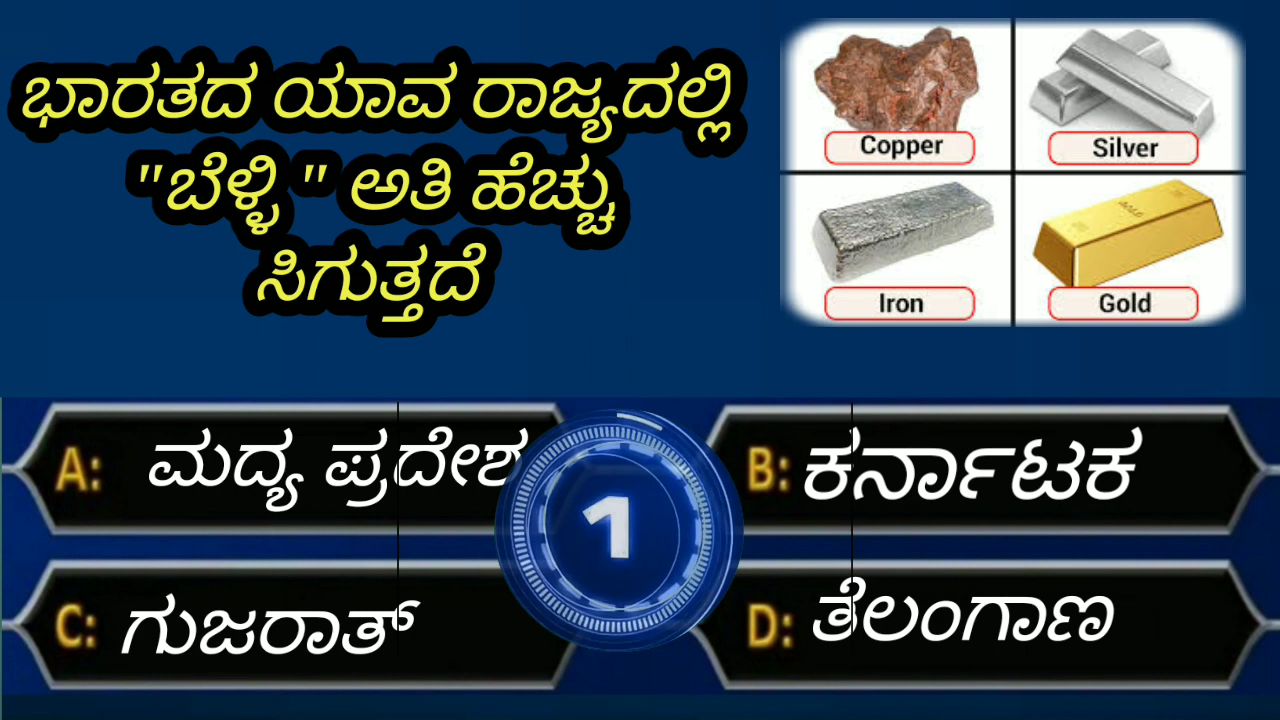 ಭಾರತದ ಯಾವ ರಾಜ್ಯದಲ್ಲಿ
"ಬೆಳ್ಳಿ " ಅತಿ ಹೆಚ್ಚು
ಸಿಗುತ್ತದೆ
Copper
Silver
Iron
Gold
A: ಮದ್ಯ ಪ್ರದೇಶ
B: ಕರ್ನಾಟಕ
1
C: ಗುಜರಾತ್
D: ತೆಲಂಗಾಣ